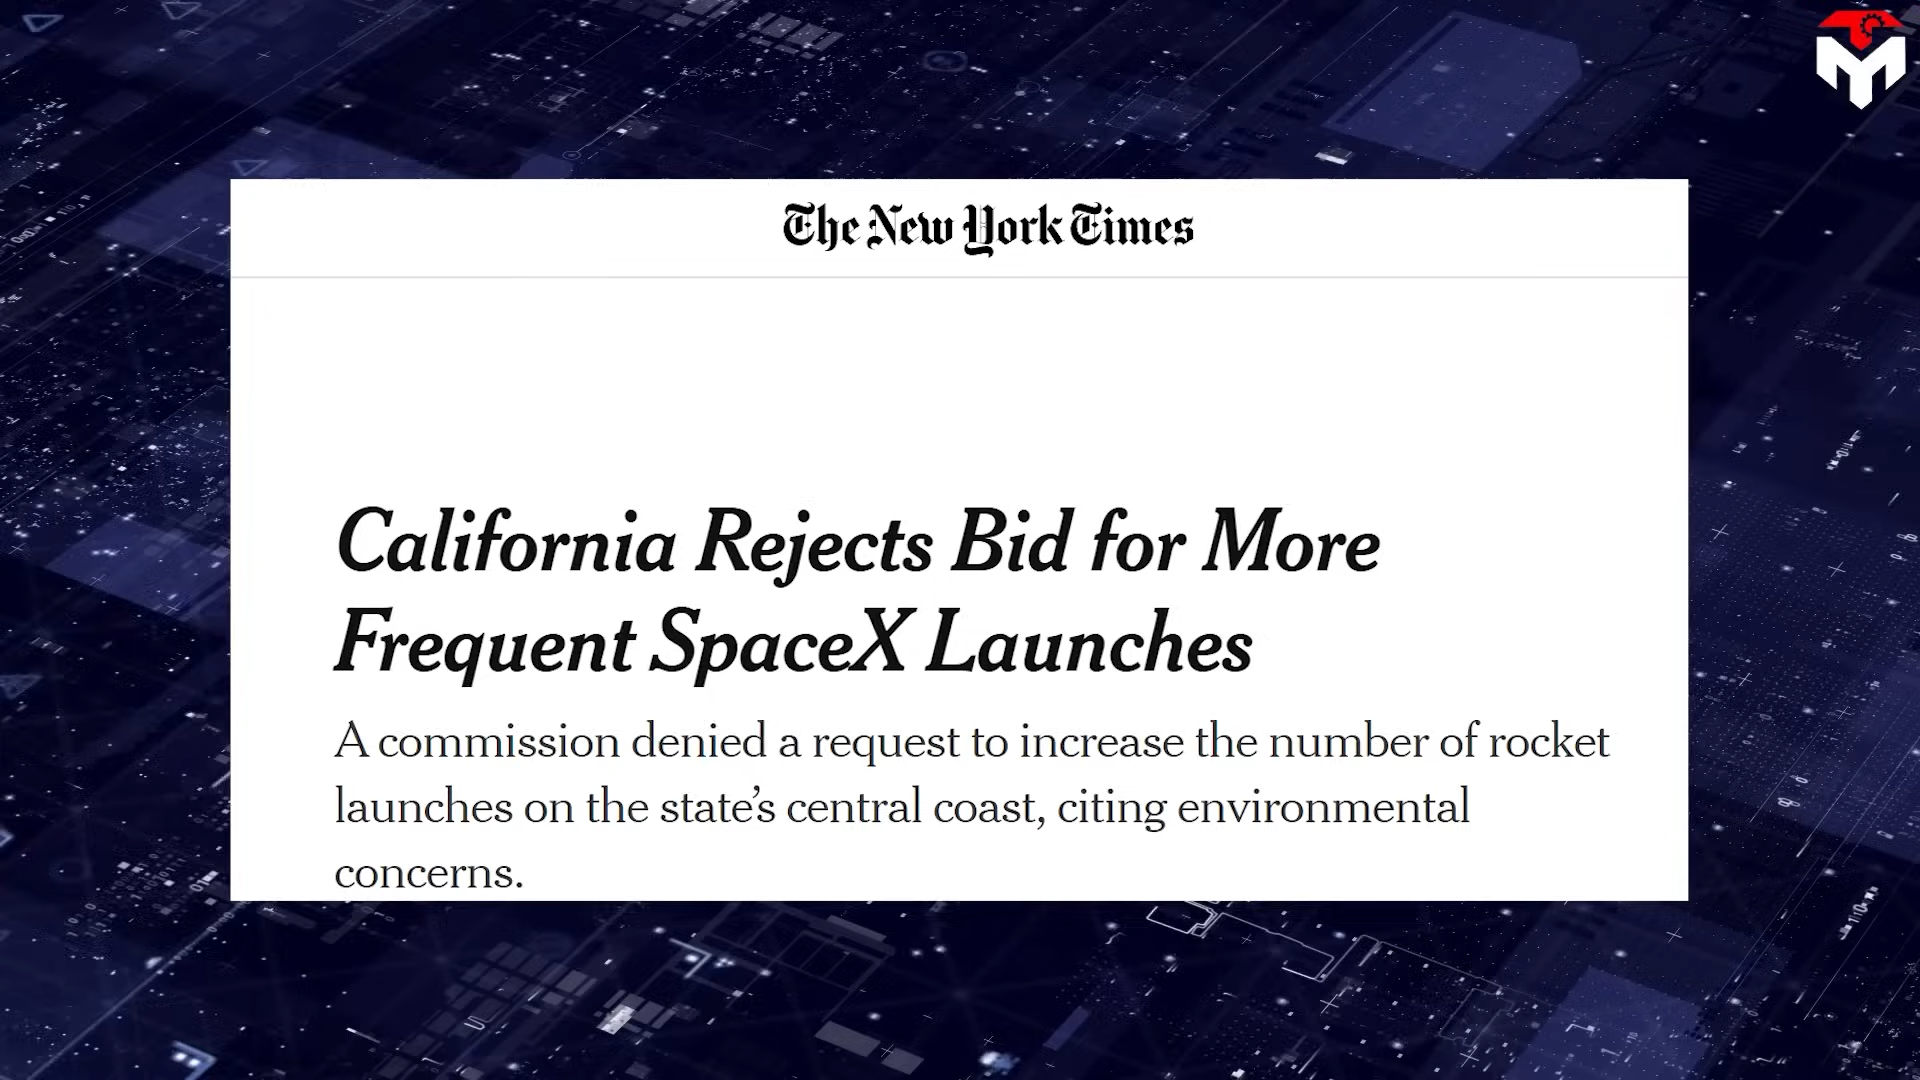 The New York Times
California Rejects Bid for More
Frequent SpaceX Launches
A commission denied a request to increase the number of rocket
launches on the state’s central coast, citing environmental
concerns.